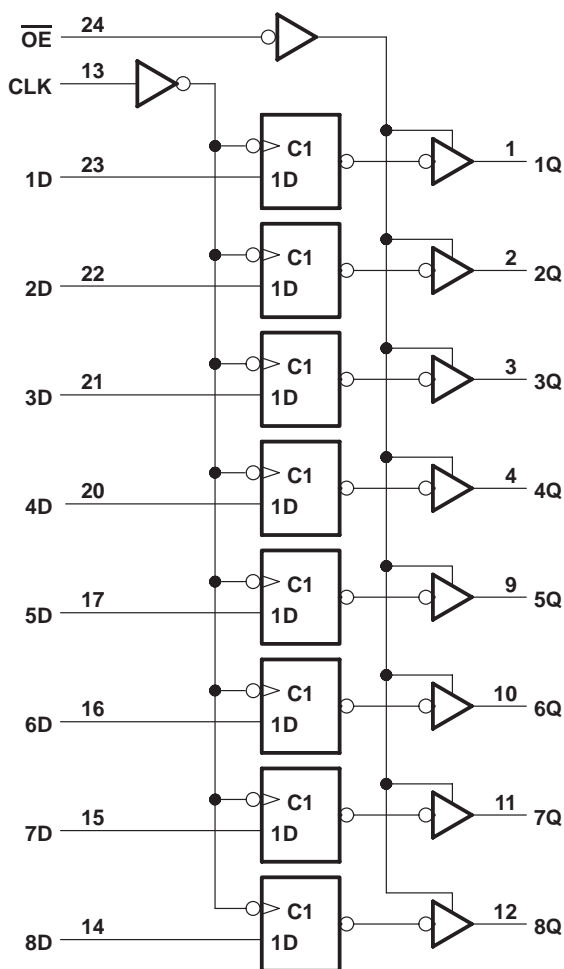 OE 24
CLK 13
C1
1D 23 1D 1 1Q
C1
2D 22 1D 2 2Q
C1
3D 21 1D 3 3Q
C1
4D 20 1D 4 4Q
C1
5D 17 1D 9 5Q
C1
6D 16 1D 10 6Q
C1
7D 15 1D 11 7Q
C1
8D 14 1D 12 8Q